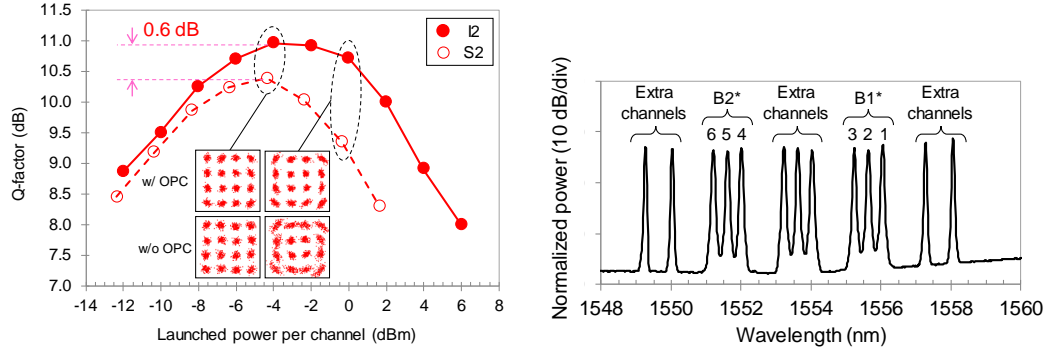 11.5
11.0
10.5
10.0
9.5
9.0
8.5
8.0
7.5
7.0
Q-factor (dB)
0.6 dB
I2
S2
w/ OPC
w/o OPC
-14 -12 -10 -8 -6 -4 -2 0 2 4 6 8
Launched power per channel (dBm)
Normalized power (10 dB/div)
Extra channels
B2*
6 5 4
Extra channels
B1*
3 2 1
Extra channels
1548 1550 1552 1554 1556 1558 1560
Wavelength (nm)